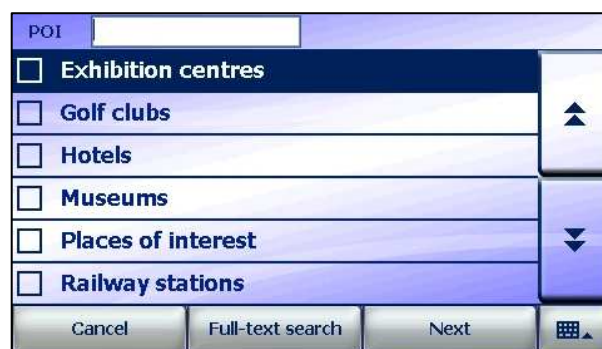 POI
Exhibition centres
Golf clubs
Hotels
Museums
Places of interest
Railway stations
Cancel Full-text search Next